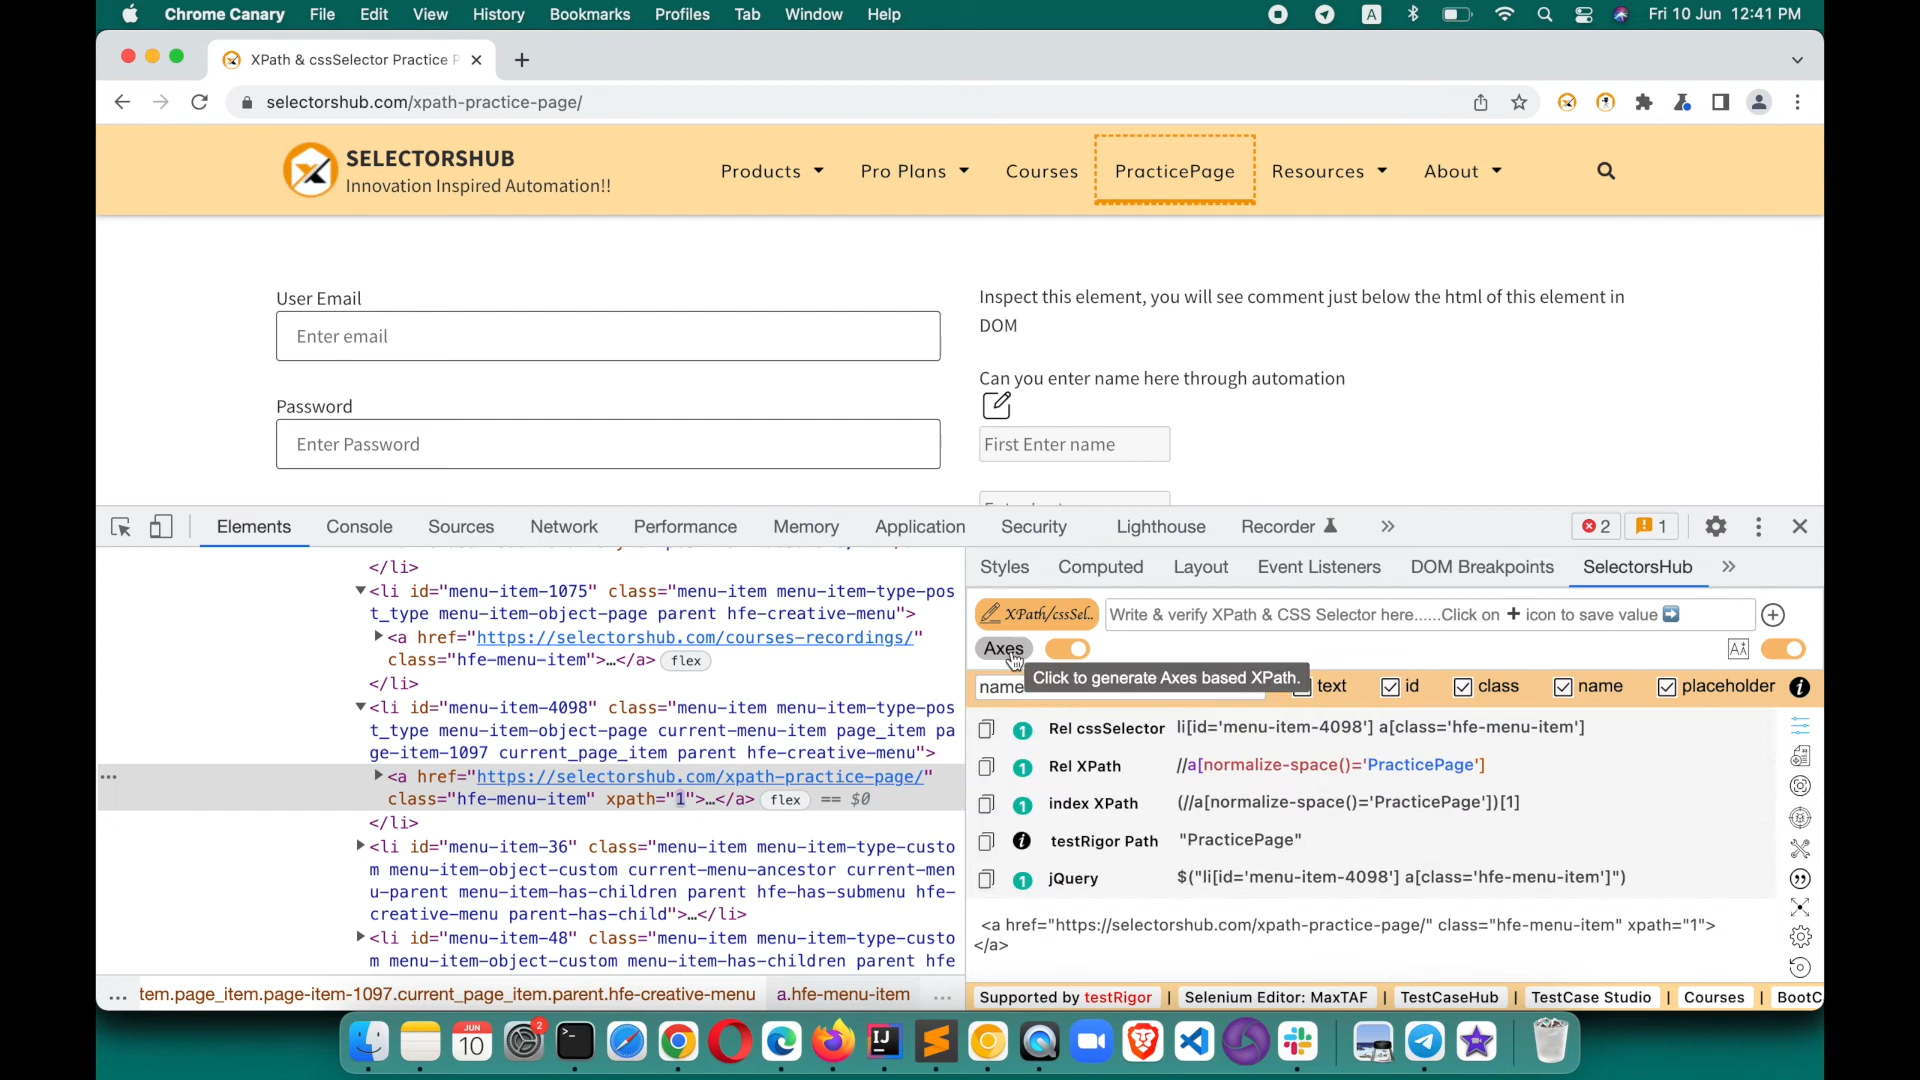 Chrome Canary File Edit View History Bookmarks Profiles Tab Window Help A Fri 10 Jun 12:41 PM
XPath & cssSelector Practice P
selectorshub.com/xpath-practice-page/
SELECTORSHUB
Innovation Inspired Automation!!
Products Pro Plans Courses PracticePage Resources About
User Email
Enter email
Password
Enter Password
Inspect this element, you will see comment just below the html of this element in
DOM
Can you enter name here through automation
First Enter name
Elements Console Sources Network Performance Memory Application Security Lighthouse Recorder » 2 1
</li>
<li id="menu-item-1075" class="menu-item menu-item-type-pos
t_type menu-item-object-page parent hfe-creative-menu">
<a href="https://selectorshub.com/courses-recordings/"
class="hfe-menu-item">…</a> flex
</li>
<li id="menu-item-4098" class="menu-item menu-item-type-pos
t_type menu-item-object-page current-menu-item page_item pa
ge-item-1097 current_page_item parent hfe-creative-menu">
<a href="https://selectorshub.com/xpath-practice-page/"
class="hfe-menu-item" xpath="1">…</a> flex == $0
</li>
<li id="menu-item-36" class="menu-item menu-item-type-custo
m menu-item-object-custom current-menu-ancestor current-men
u-parent menu-item-has-children parent hfe-has-submenu hfe-
creative-menu parent-has-child">…</li>
<li id="menu-item-48" class="menu-item menu-item-type-custo
m menu-item-object-custom menu-item-has-children parent hfe
... tem.page_item.page-item-1097.current_page_item.parent.hfe-creative-menu a.hfe-menu-item ...
Styles Computed Layout Event Listeners DOM Breakpoints SelectorsHub »
XPath/cssSel.. Write & verify XPath & CSS Selector here......Click on + icon to save value
Axes
Click to generate Axes based XPath.
name text id class name placeholder
1 Rel cssSelector li[id='menu-item-4098'] a[class='hfe-menu-item']
1 Rel XPath //a[normalize-space()='PracticePage']
1 index XPath (//a[normalize-space()='PracticePage'])[1]
testRigor Path "PracticePage"
1 jQuery $("li[id='menu-item-4098'] a[class='hfe-menu-item']")
<a href="https://selectorshub.com/xpath-practice-page/" class="hfe-menu-item" xpath="1">
</a>
Supported by testRigor | Selenium Editor: MaxTAF | TestCaseHub | TestCase Studio | Courses | BootC
JUN
10
2
IJ